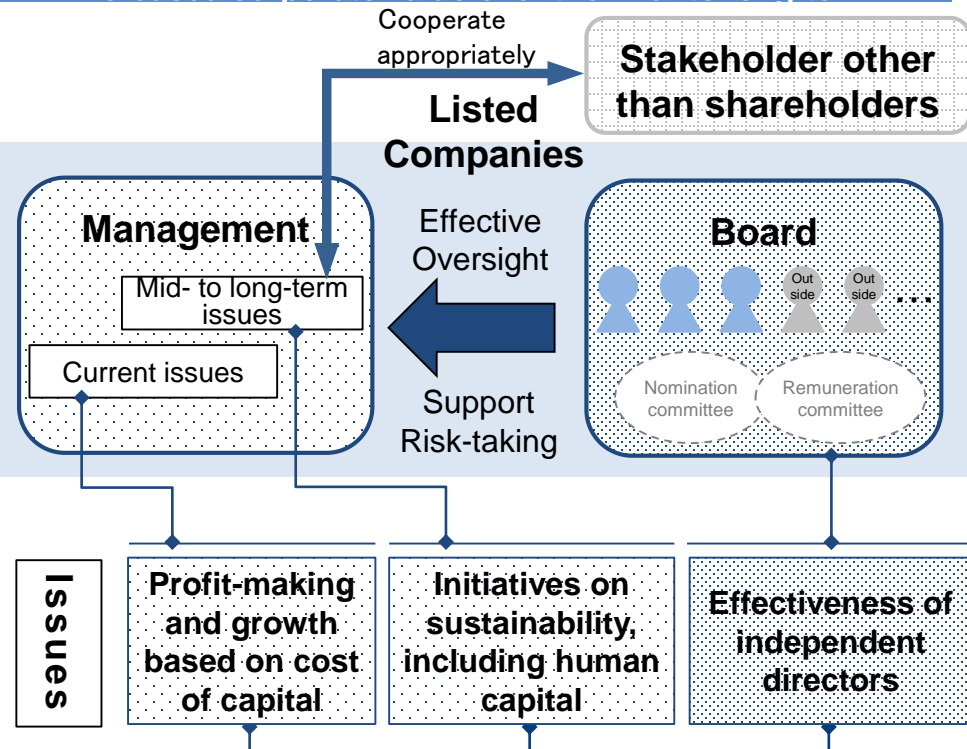 Cooperate
appropriately
Stakeholder other
than shareholders
Listed
Companies
Management
Effective
Oversight
Board
Mid- to long-term
issues
Out
side
Out
side
...
Current issues
Support
Risk-taking
Nomination
committee
Remuneration
committee
Issues
Profit-making
and growth
based on cost
of capital
Initiatives on
sustainability,
including human
capital
Effectiveness of
independent
directors